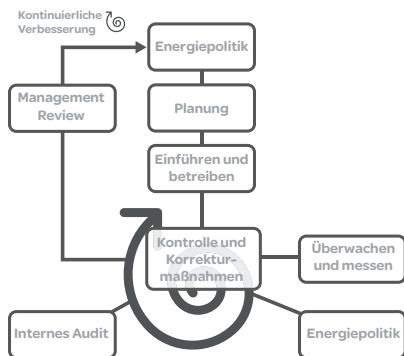 Kontinuierliche
Verbesserung
Energiepolitik
Management
Review
Planung
Einführen und
betreiben
Kontrolle und
Korrektur-
maßnahmen
Überwachen
und messen
Internes Audit
Energiepolitik